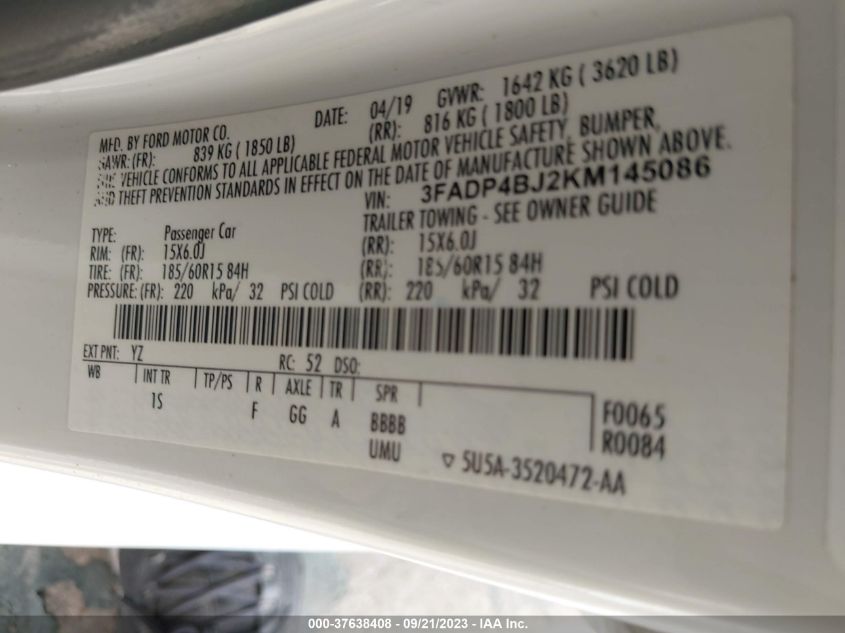 MFD. BY FORD MOTOR CO. DATE: 04/19 GVWR: 1642 KG ( 3620 LB)
GAWR: (FR): 839 KG ( 1850 LB) (RR): 816 KG ( 1800 LB)
VEHICLE CONFORMS TO ALL APPLICABLE FEDERAL MOTOR VEHICLE SAFETY, BUMPER,
AND THEFT PREVENTION STANDARDS IN EFFECT ON THE DATE OF MANUFACTURE SHOWN ABOVE.
VIN: 3FADP4BJ2KM145086
TYPE: Passenger Car TRAILER TOWING - SEE OWNER GUIDE
RIM: (FR): 15X6.0J (RR): 15X6.0J
TIRE: (FR): 185/60R15 84H (RR): 185/60R15 84H
PRESSURE: (FR): 220 kPa/ 32 PSI COLD (RR): 220 kPa/ 32 PSI COLD
EXT PNT: YZ RC: 52 DSO:
WB INT TR TP/PS R AXLE TR SPR
1S F GG A BBBB F0065
UMU R0084
▽ 5U5A-3520472-AA
000-37638408 - 09/21/2023 - IAA Inc.